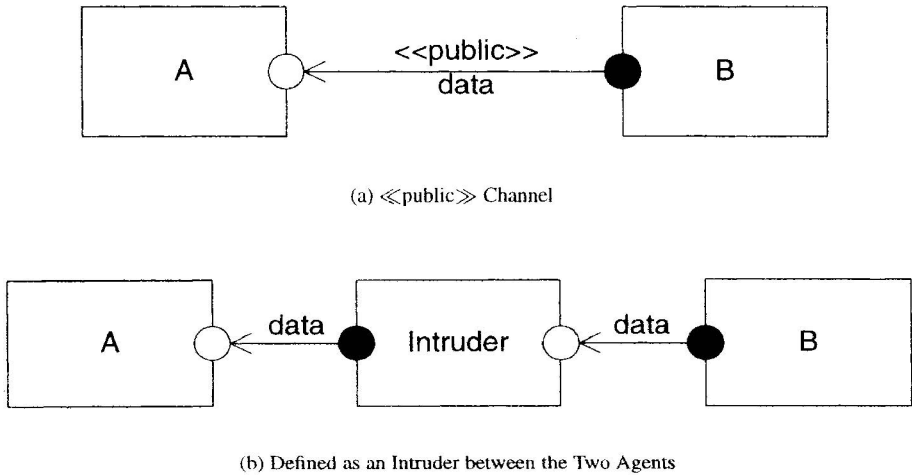 A
<<public>>
data
B
(a) ≪public≫ Channel
A
data
Intruder
data
B
(b) Defined as an Intruder between the Two Agents